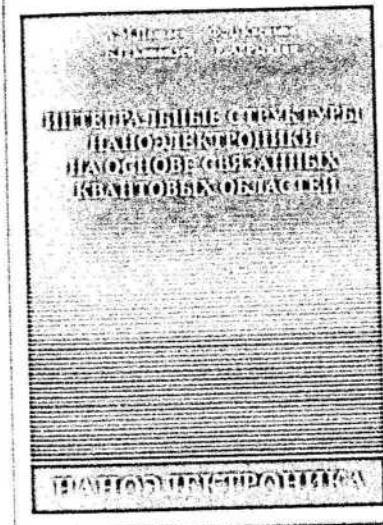 ИНТЕГРАЛЬНЫЕ СТРУКТУРЫ
НАНОЭЛЕКТРОНИКИ
НА ОСНОВЕ СВЯЗАННЫХ
КВАНТОВЫХ ОБЛАСТЕЙ
НАНОЭЛЕКТРОНИКА